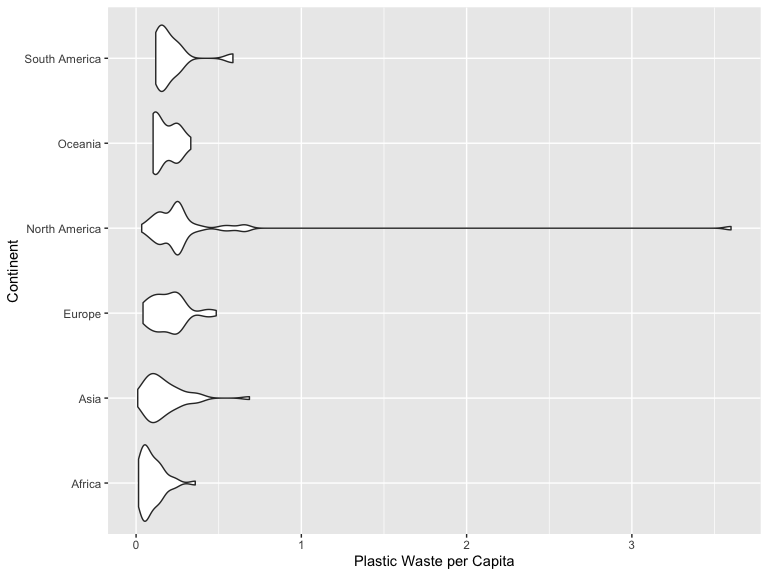 South America
Oceania
North America
Europe
Asia
Africa
Continent
0 1 2 3
Plastic Waste per Capita